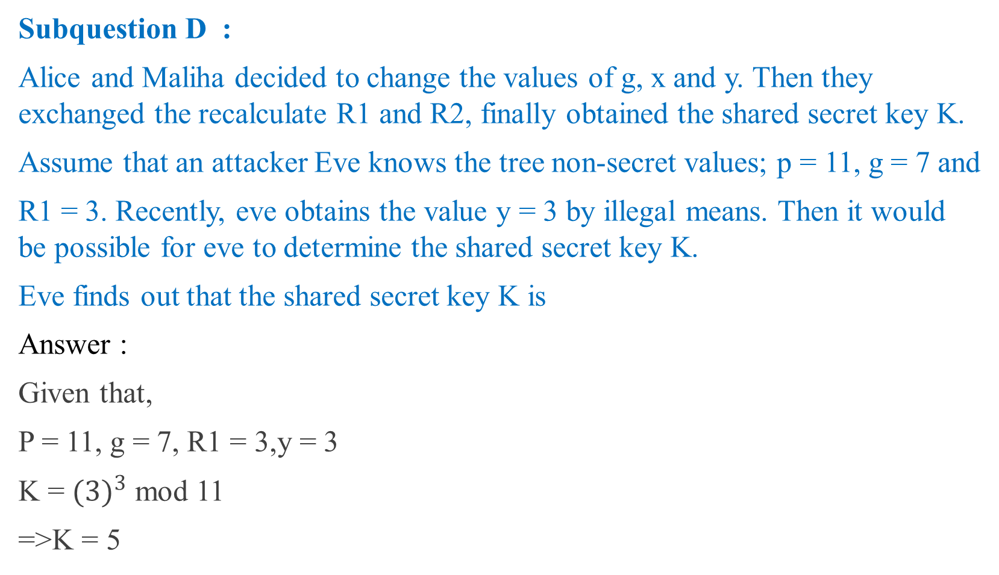 Subquestion D :
Alice and Maliha decided to change the values of g, x and y. Then they
exchanged the recalculate R1 and R2, finally obtained the shared secret key K.
Assume that an attacker Eve knows the tree non-secret values; p = 11, g = 7 and
R1 = 3. Recently, eve obtains the value y = 3 by illegal means. Then it would
be possible for eve to determine the shared secret key K.
Eve finds out that the shared secret key K is
Answer :
Given that,
P = 11, g = 7, R1 = 3,y = 3
K = (3)³ mod 11
=>K = 5